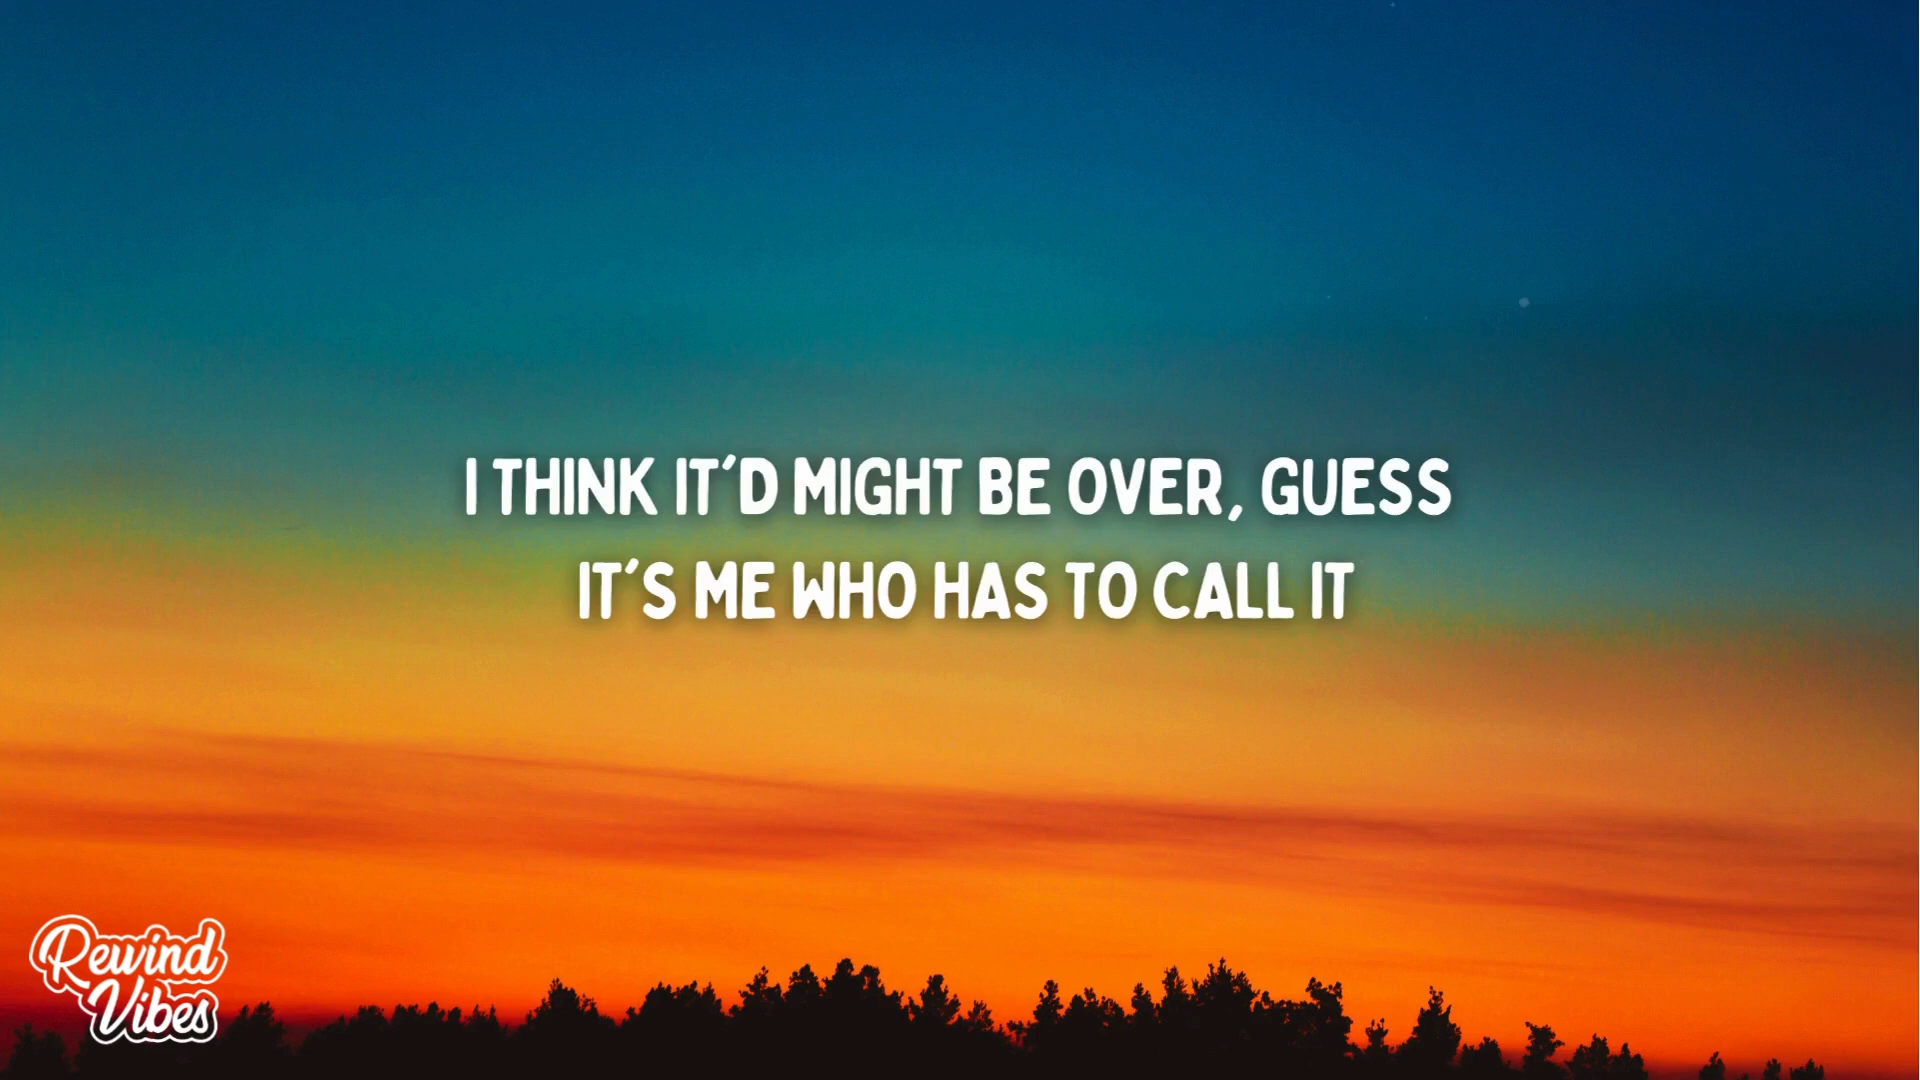 I THINK IT'D MIGHT BE OVER, GUESS
IT'S ME WHO HAS TO CALL IT
Rewind
Vibes